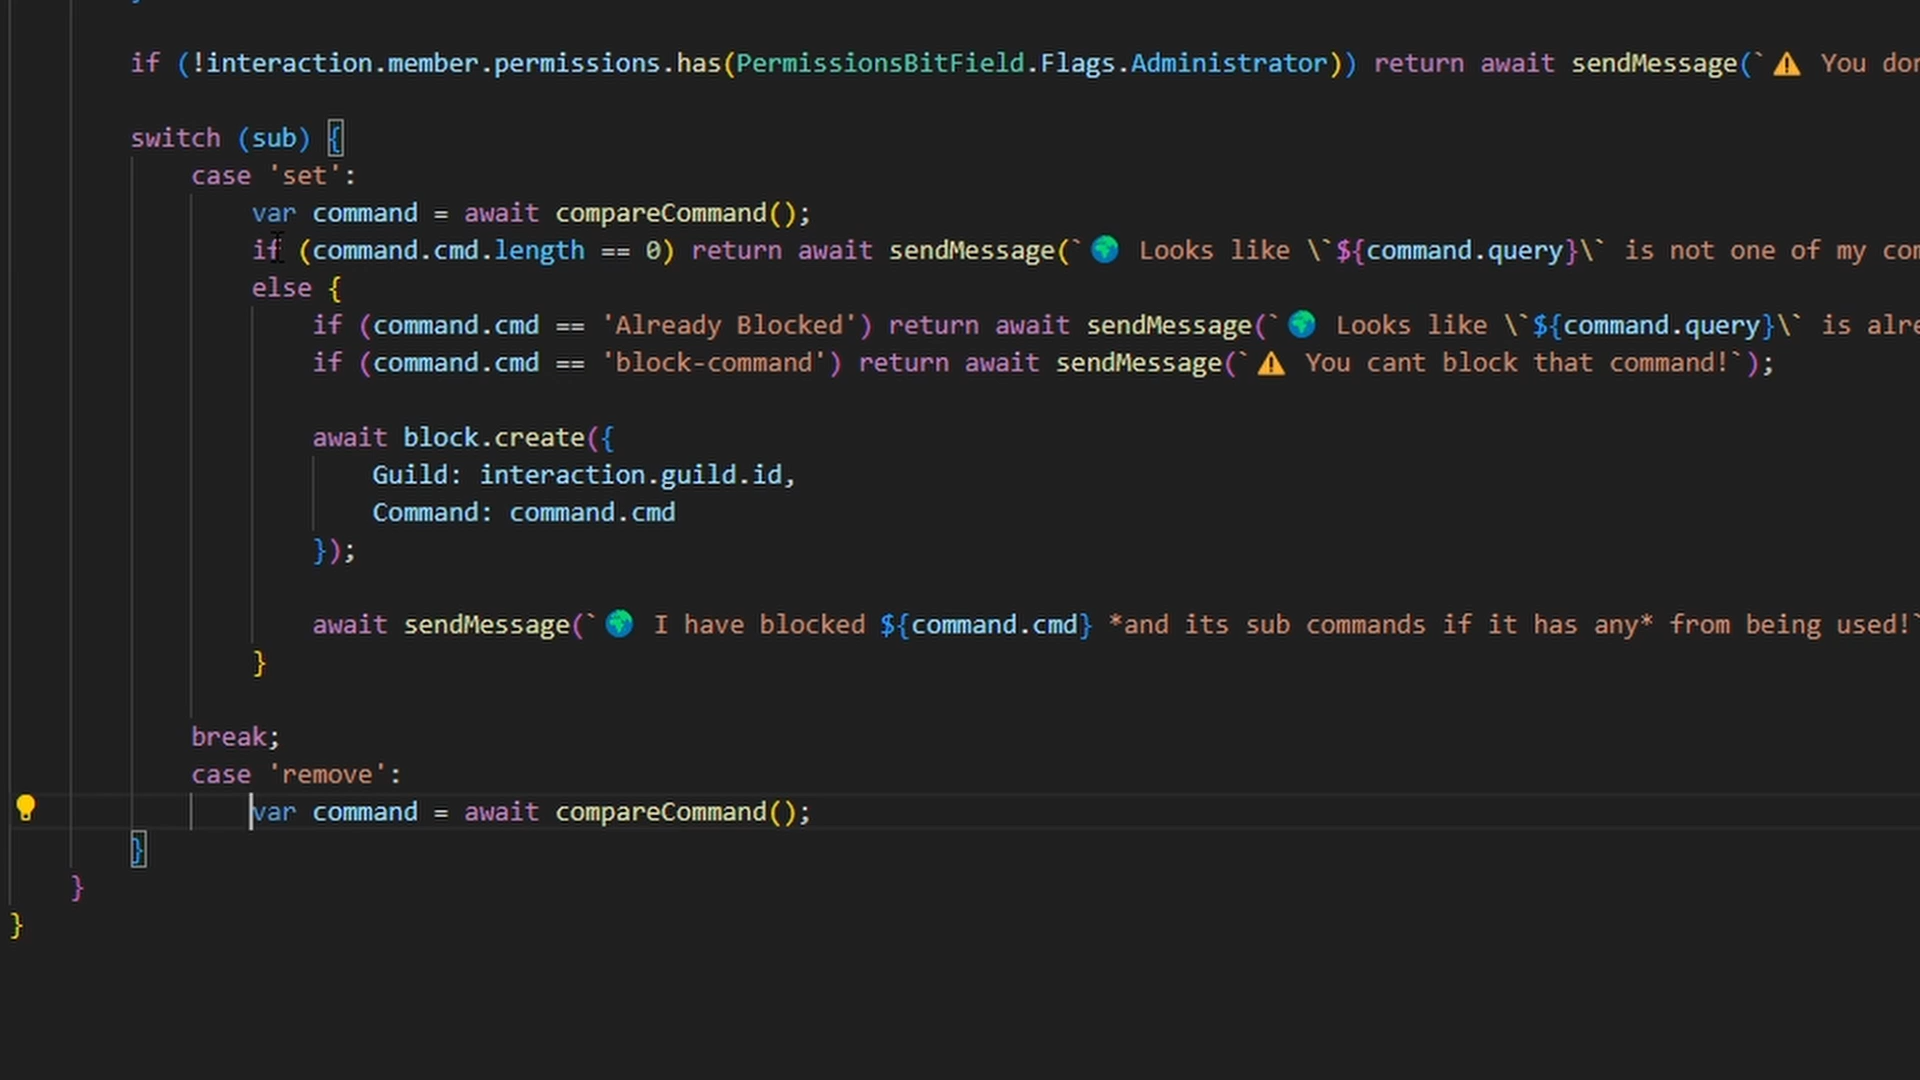 if (!interaction.member.permissions.has(PermissionsBitField.Flags.Administrator)) return await sendMessage(`⚠️ You
switch (sub) {
case 'set':
var command = await compareCommand();
if (command.cmd.length == 0) return await sendMessage(`🌍 Looks like \`${command.query}\` is not one of my
else {
if (command.cmd == 'Already Blocked') return await sendMessage(`🌍 Looks like \`${command.query}\` is
if (command.cmd == 'block-command') return await sendMessage(`⚠️ You cant block that command!`);
await block.create({
Guild: interaction.guild.id,
Command: command.cmd
});
await sendMessage(`🌍 I have blocked ${command.cmd} *and its sub commands if it has any* from being used!`
}
break;
case 'remove':
var command = await compareCommand();
}
}
}